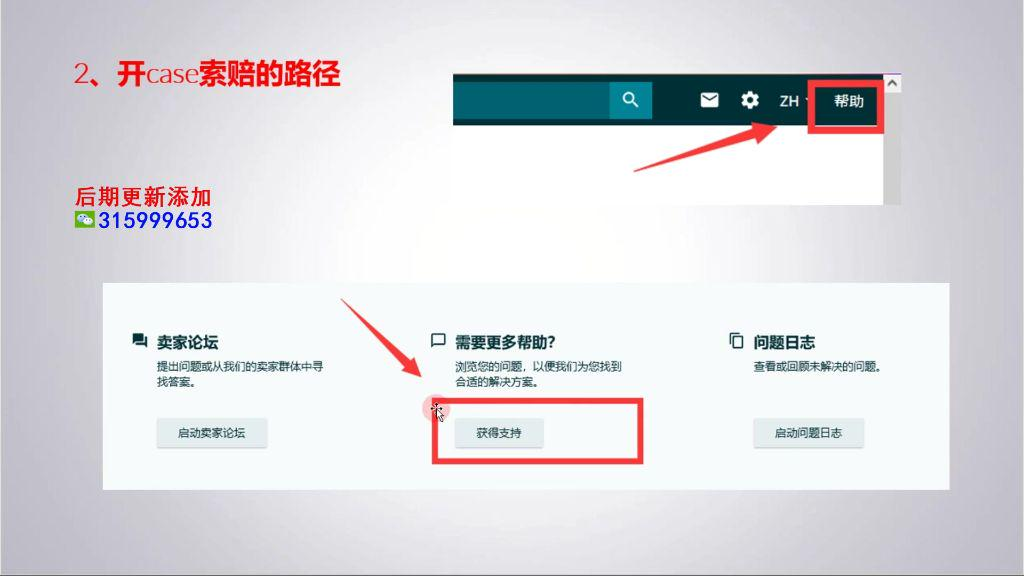 2、开case索赔的路径
ZH
帮助
后期更新添加
315999653
卖家论坛
提出问题或从我们的卖家群体中寻
找答案。
启动卖家论坛
需要更多帮助?
浏览您的问题，以便我们为您找到
合适的解决方案。
获得支持
问题日志
查看或回顾未解决的问题。
启动问题日志